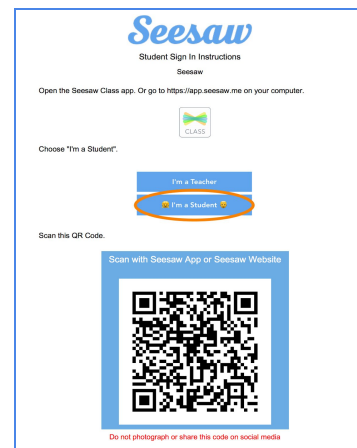 Seesaw
Student Sign In Instructions
Seesaw
Open the Seesaw Class app. Or go to https://app.seesaw.me on your computer.
CLASS
Choose "I'm a Student".
I'm a Teacher
I'm a Student
Scan this QR Code.
Scan with Seesaw App or Seesaw Website
Do not photograph or share this code on social media